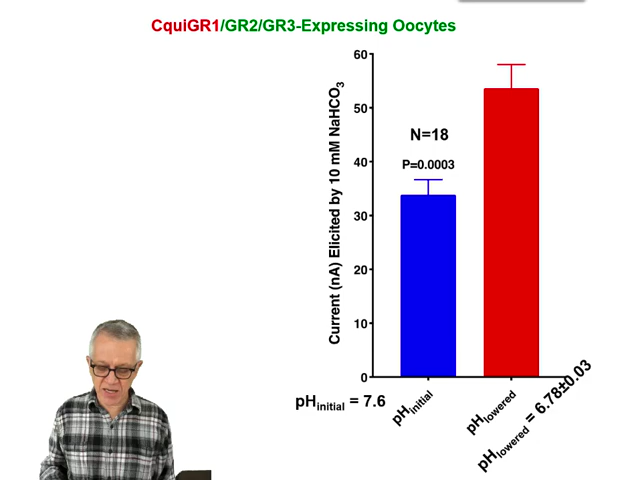 CquiGR1/GR2/GR3-Expressing Oocytes
Current (nA) Elicited by 10 mM NaHCO3
60
50
40
30
20
10
0
N=18
P=0.0003
pHinitial = 7.6
pHinitial
pHlowered
pHlowered = 6.78±0.03